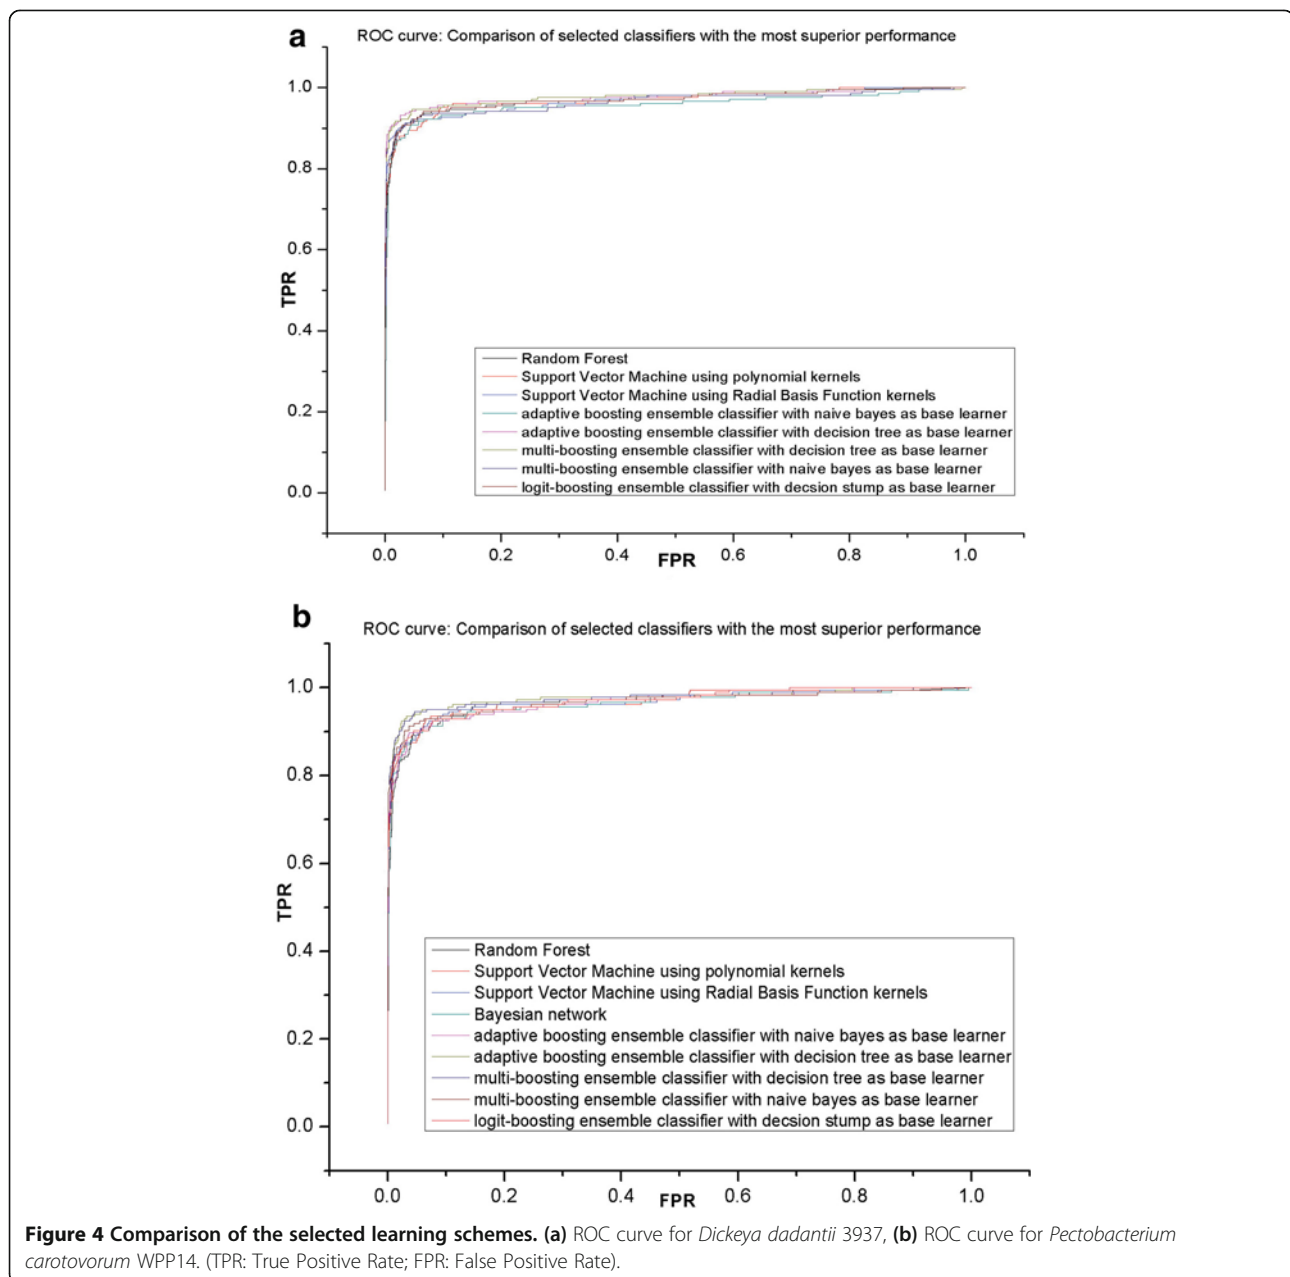 a
ROC curve: Comparison of selected classifiers with the most superior performance
1.0
0.8
0.6
TPR
0.4
0.2
0.0
Random Forest
Support Vector Machine using polynomial kernels
Support Vector Machine using Radial Basis Function kernels
adaptive boosting ensemble classifier with naive bayes as base learner
adaptive boosting ensemble classifier with decision tree as base learner
multi-boosting ensemble classifier with decision tree as base learner
multi-boosting ensemble classifier with naive bayes as base learner
logit-boosting ensemble classifier with decsion stump as base learner
0.0 0.2 0.4 0.6 0.8 1.0
FPR
b
ROC curve: Comparison of selected classifiers with the most superior performance
1.0
0.8
0.6
TPR
0.4
0.2
0.0
Random Forest
Support Vector Machine using polynomial kernels
Support Vector Machine using Radial Basis Function kernels
Bayesian network
adaptive boosting ensemble classifier with naive bayes as base learner
adaptive boosting ensemble classifier with decision tree as base learner
multi-boosting ensemble classifier with decision tree as base learner
multi-boosting ensemble classifier with naive bayes as base learner
logit-boosting ensemble classifier with decsion stump as base learner
0.0 0.2 0.4 0.6 0.8 1.0
FPR
Figure 4 Comparison of the selected learning schemes. (a) ROC curve for Dickeya dadantii 3937, (b) ROC curve for Pectobacterium
carotovorum WPP14. (TPR: True Positive Rate; FPR: False Positive Rate).